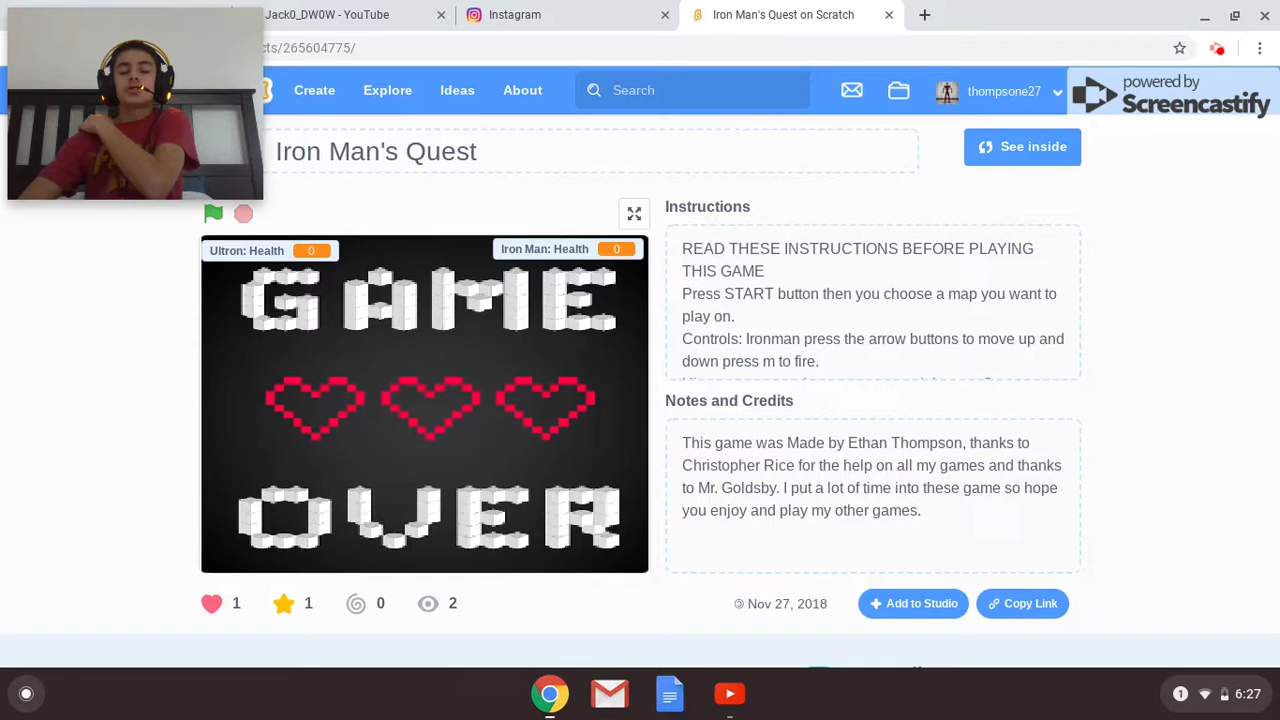 Jack0_DW0W - YouTube
Instagram
Iron Man's Quest on Scratch
cts/265604775/
Create
Explore
Ideas
About
Search
thompsone27
powered by
Screencastify
Iron Man's Quest
See inside
Ultron: Health 0
Iron Man: Health 0
GAME
OVER
Instructions
READ THESE INSTRUCTIONS BEFORE PLAYING
THIS GAME
Press START button then you choose a map you want to
play on.
Controls: Ironman press the arrow buttons to move up and
down press m to fire.
Notes and Credits
This game was Made by Ethan Thompson, thanks to
Christopher Rice for the help on all my games and thanks
to Mr. Goldsby. I put a lot of time into these game so hope
you enjoy and play my other games.
1
1
0
2
Nov 27, 2018
Add to Studio
Copy Link
1
6:27